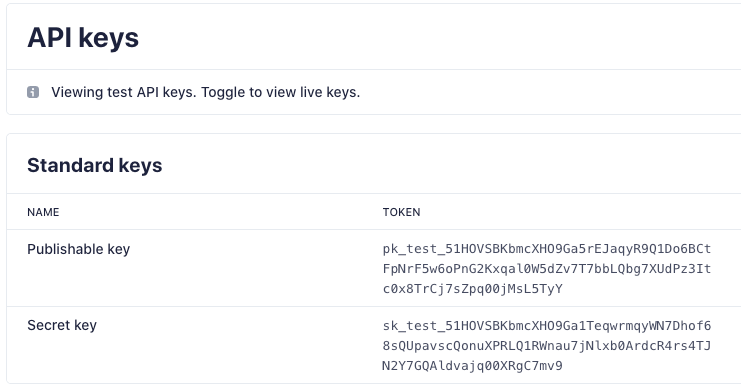 API keys
Viewing test API keys. Toggle to view live keys.
Standard keys
NAME TOKEN
Publishable key pk_test_51HOVSBKbmcXHO9Ga5rEJaqyR9Q1Do6BCt
FpNrF5w6oPnG2Kxqal0W5dZv7T7bbLQbg7XUdPz3It
c0x8TrCj7sZpq00jMsL5TyY
Secret key sk_test_51HOVSBKbmcXHO9Ga1TeqwrmqyWN7Dhof6
8sQUpavscQonuXPRLQ1RWnau7jNlxb0ArdcR4rs4TJ
N2Y7GQAldvajq00XRgC7mv9